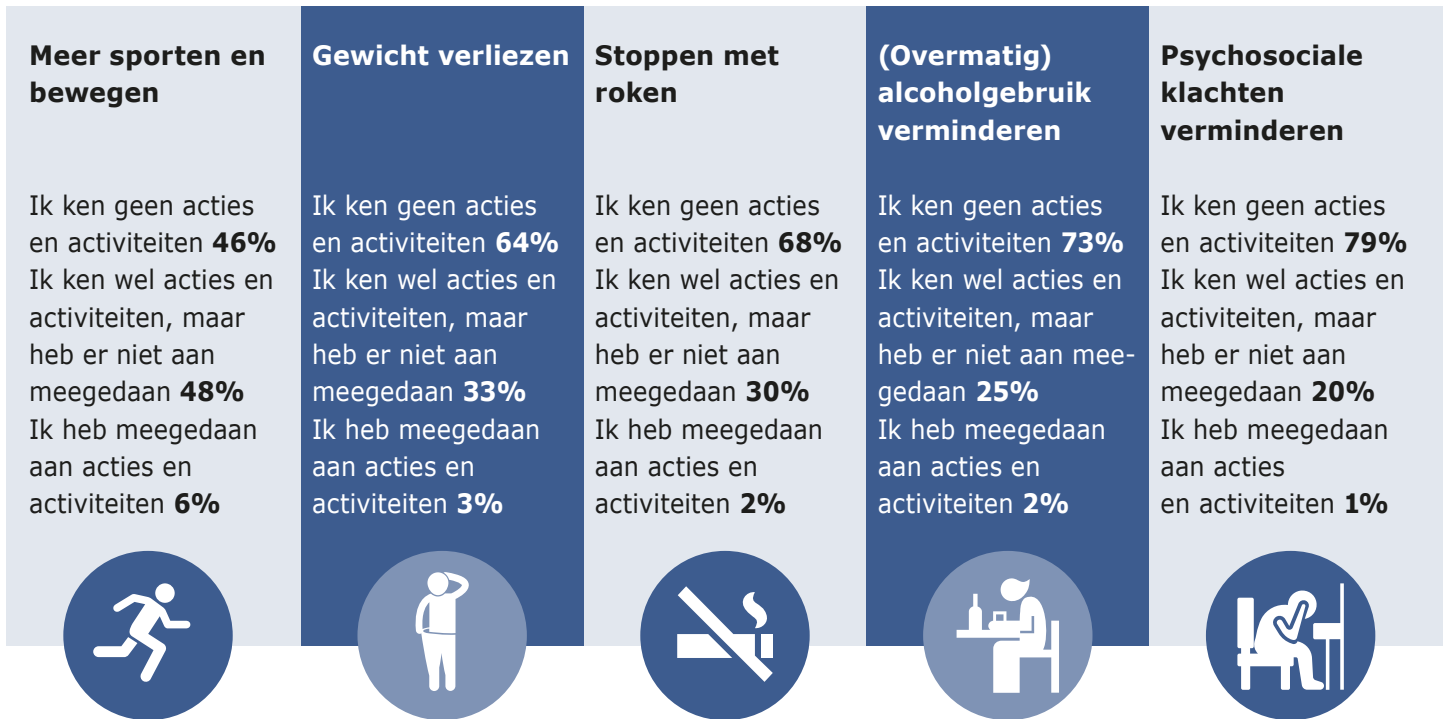 Meer sporten en
bewegen
Ik ken geen acties
en activiteiten 46%
Ik ken wel acties en
activiteiten, maar
heb er niet aan
meegedaan 48%
Ik heb meegedaan
aan acties en
activiteiten 6%
Gewicht verliezen
Ik ken geen acties
en activiteiten 64%
Ik ken wel acties en
activiteiten, maar
heb er niet aan
meegedaan 33%
Ik heb meegedaan
aan acties en
activiteiten 3%
Stoppen met
roken
Ik ken geen acties
en activiteiten 68%
Ik ken wel acties en
activiteiten, maar
heb er niet aan
meegedaan 30%
Ik heb meegedaan
aan acties en
activiteiten 2%
(Overmatig)
alcoholgebruik
verminderen
Ik ken geen acties
en activiteiten 73%
Ik ken wel acties en
activiteiten, maar
heb er niet aan mee-
gedaan 25%
Ik heb meegedaan
aan acties en
activiteiten 2%
Psychosociale
klachten
verminderen
Ik ken geen acties
en activiteiten 79%
Ik ken wel acties en
activiteiten, maar
heb er niet aan
meegedaan 20%
Ik heb meegedaan
aan acties
en activiteiten 1%